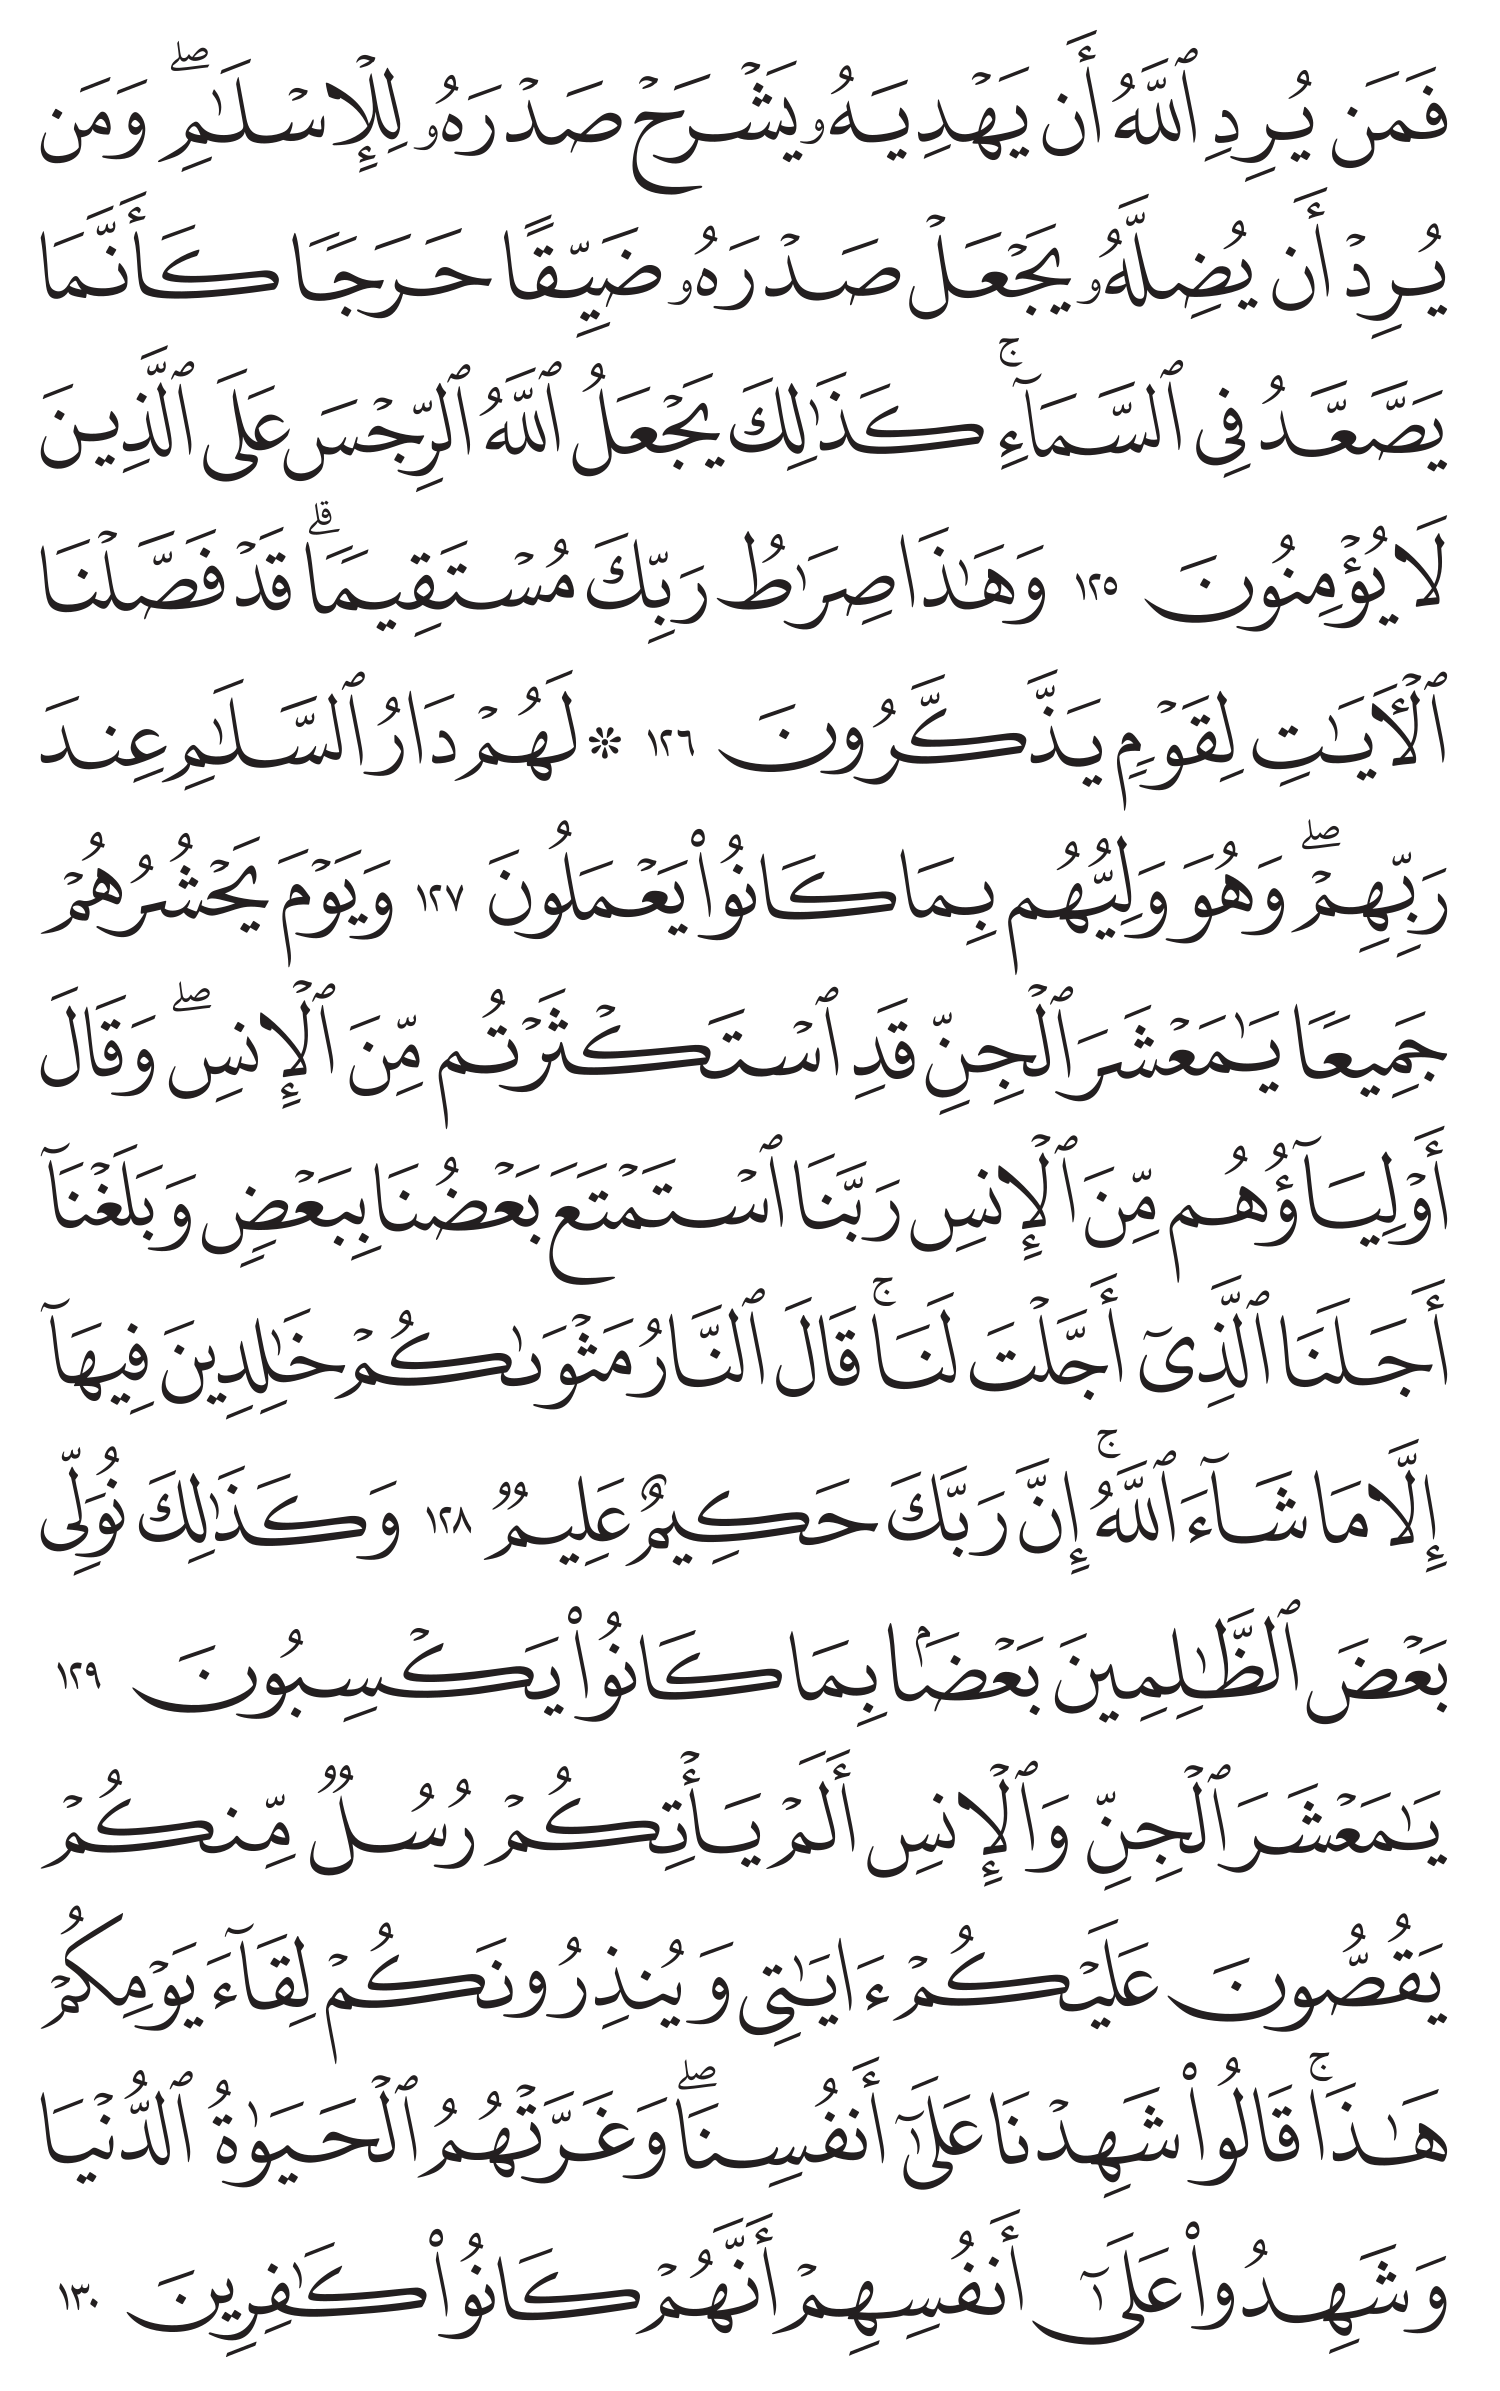 فَمَن يُرِدِ ٱللَّهُ أَن يَهۡدِيَهُۥ يَشۡرَحۡ صَدۡرَهُۥ لِلۡإِسۡلَٰمِۖ وَمَن
يُرِدۡ أَن يُضِلَّهُۥ يَجۡعَلۡ صَدۡرَهُۥ ضَيِّقًا حَرَجٗا كَأَنَّمَا
يَصَّعَّدُ فِي ٱلسَّمَآءِۚ كَذَٰلِكَ يَجۡعَلُ ٱللَّهُ ٱلرِّجۡسَ عَلَى ٱلَّذِينَ
لَا يُؤۡمِنُونَ ١٢٥ وَهَٰذَا صِرَٰطُ رَبِّكَ مُسۡتَقِيمٗاۗ قَدۡ فَصَّلۡنَا
ٱلۡأٓيَٰتِ لِقَوۡمٖ يَذَّكَّرُونَ ١٢٦ ۞ لَهُمۡ دَارُ ٱلسَّلَٰمِ عِندَ
رَبِّهِمۡۖ وَهُوَ وَلِيُّهُم بِمَا كَانُواْ يَعۡمَلُونَ ١٢٧ وَيَوۡمَ يَحۡشُرُهُمۡ
جَمِيعٗا يَٰمَعۡشَرَ ٱلۡجِنِّ قَدِ ٱسۡتَكۡثَرۡتُم مِّنَ ٱلۡإِنسِۖ وَقَالَ
أَوۡلِيَآؤُهُم مِّنَ ٱلۡإِنسِ رَبَّنَا ٱسۡتَمۡتَعَ بَعۡضُنَا بِبَعۡضٖ وَبَلَغۡنَآ
أَجَلَنَا ٱلَّذِيٓ أَجَّلۡتَ لَنَاۚ قَالَ ٱلنَّارُ مَثۡوَىٰكُمۡ خَٰلِدِينَ فِيهَآ
إِلَّا مَا شَآءَ ٱللَّهُۚ إِنَّ رَبَّكَ حَكِيمٌ عَلِيمٞ ١٢٨ وَكَذَٰلِكَ نُوَلِّي
بَعۡضَ ٱلظَّٰلِمِينَ بَعۡضَۢا بِمَا كَانُواْ يَكۡسِبُونَ ١٢٩
يَٰمَعۡشَرَ ٱلۡجِنِّ وَٱلۡإِنسِ أَلَمۡ يَأۡتِكُمۡ رُسُلٞ مِّنكُمۡ
يَقُصُّونَ عَلَيۡكُمۡ ءَايَٰتِي وَيُنذِرُونَكُمۡ لِقَآءَ يَوۡمِكُمۡ
هَٰذَاۚ قَالُواْ شَهِدۡنَا عَلَىٰٓ أَنفُسِنَاۖ وَغَرَّتۡهُمُ ٱلۡحَيَوٰةُ ٱلدُّنۡيَا
وَشَهِدُواْ عَلَىٰٓ أَنفُسِهِمۡ أَنَّهُمۡ كَانُواْ كَٰفِرِينَ ١٣٠